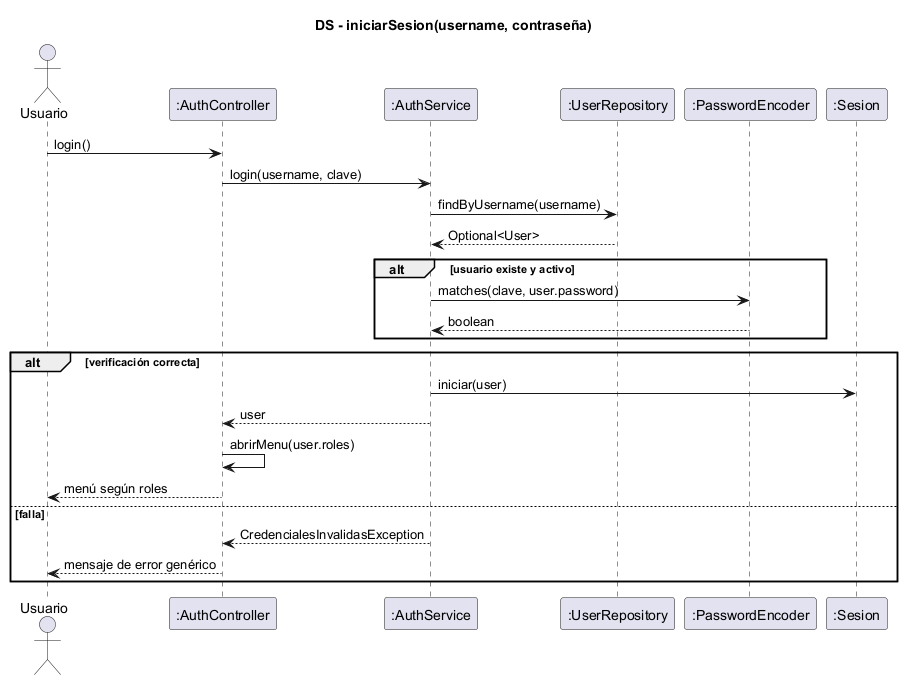 DS - iniciarSesion(username, contraseña)
Usuario
:AuthController
:AuthService
:UserRepository
:PasswordEncoder
:Sesion
login()
login(username, clave)
findByUsername(username)
Optional<User>
alt
[usuario existe y activo]
matches(clave, user.password)
boolean
alt
[verificación correcta]
iniciar(user)
user
abrirMenu(user.roles)
menú según roles
[falla]
CredencialesInvalidasException
mensaje de error genérico
Usuario
:AuthController
:AuthService
:UserRepository
:PasswordEncoder
:Sesion